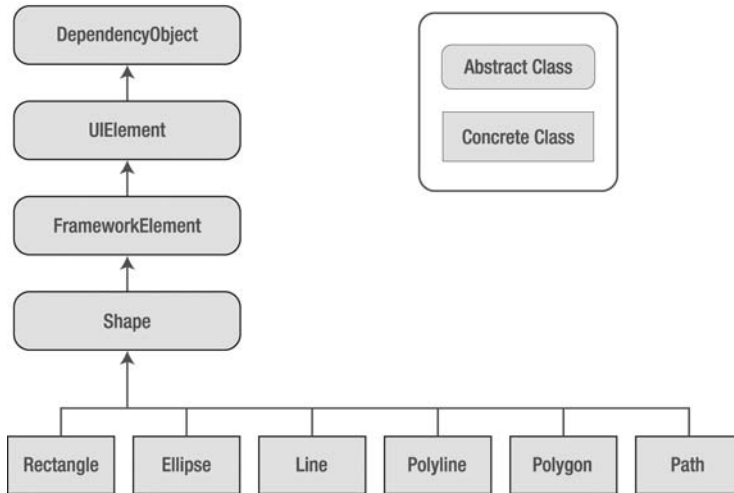 DependencyObject
UIElement
FrameworkElement
Shape
Rectangle
Ellipse
Line
Polyline
Polygon
Path
Abstract Class
Concrete Class